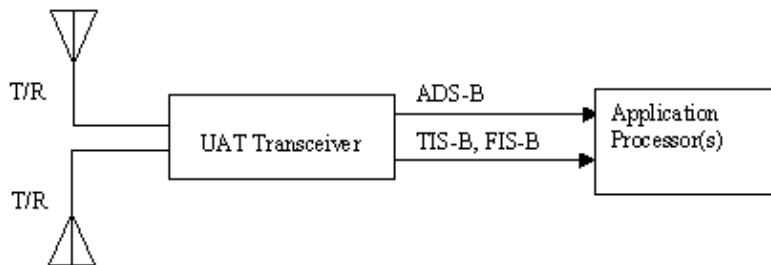 T/R
ADS-B
Application
Processor(s)
UAT Transceiver
TIS-B, FIS-B
T/R